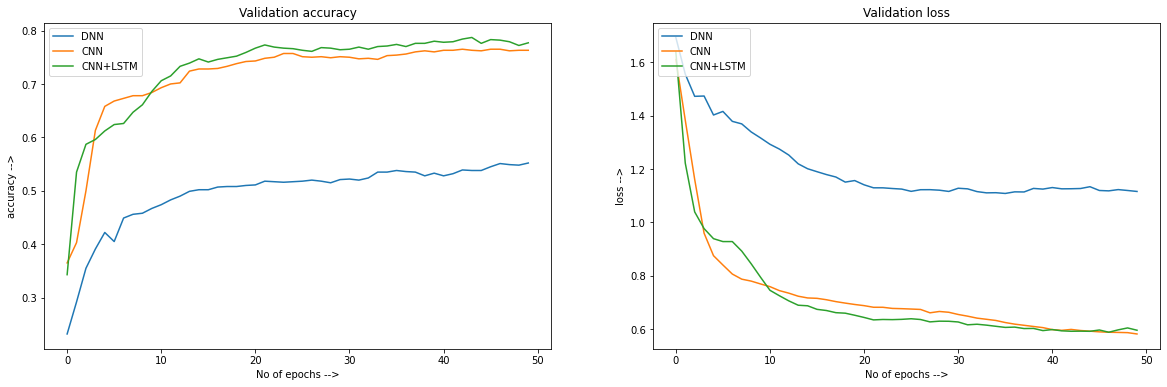 Validation accuracy
DNN
CNN
CNN+LSTM
0.8
0.7
0.6
0.5
0.4
0.3
accuracy -->
0 10 20 30 40 50
No of epochs -->
Validation loss
DNN
CNN
CNN+LSTM
1.6
1.4
1.2
1.0
0.8
0.6
loss -->
0 10 20 30 40 50
No of epochs -->